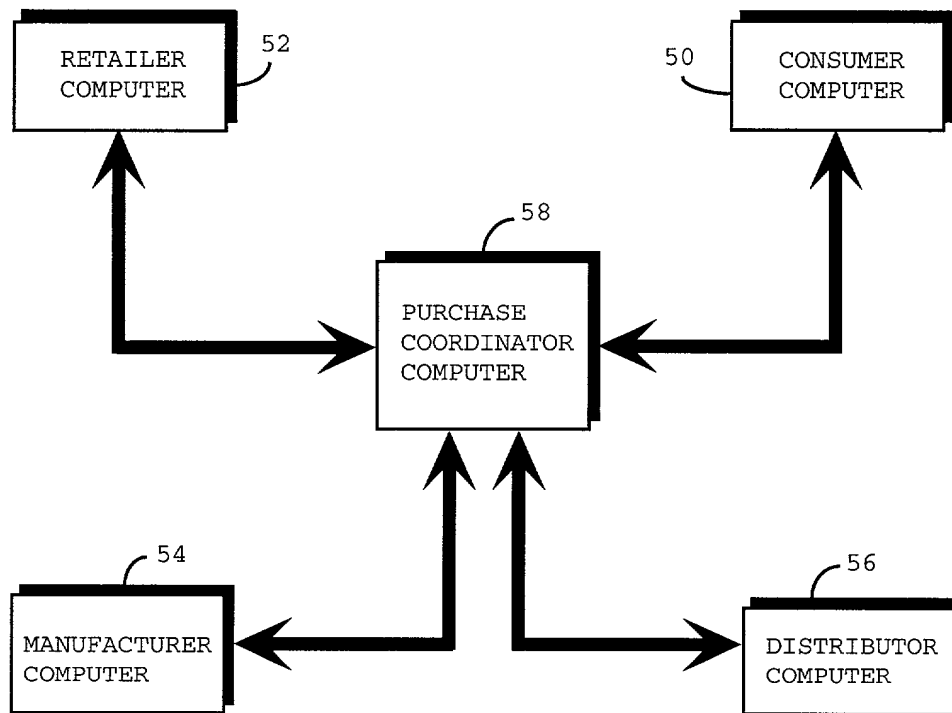 RETAILER
COMPUTER
52
50
CONSUMER
COMPUTER
58
PURCHASE
COORDINATOR
COMPUTER
54
MANUFACTURER
COMPUTER
56
DISTRIBUTOR
COMPUTER